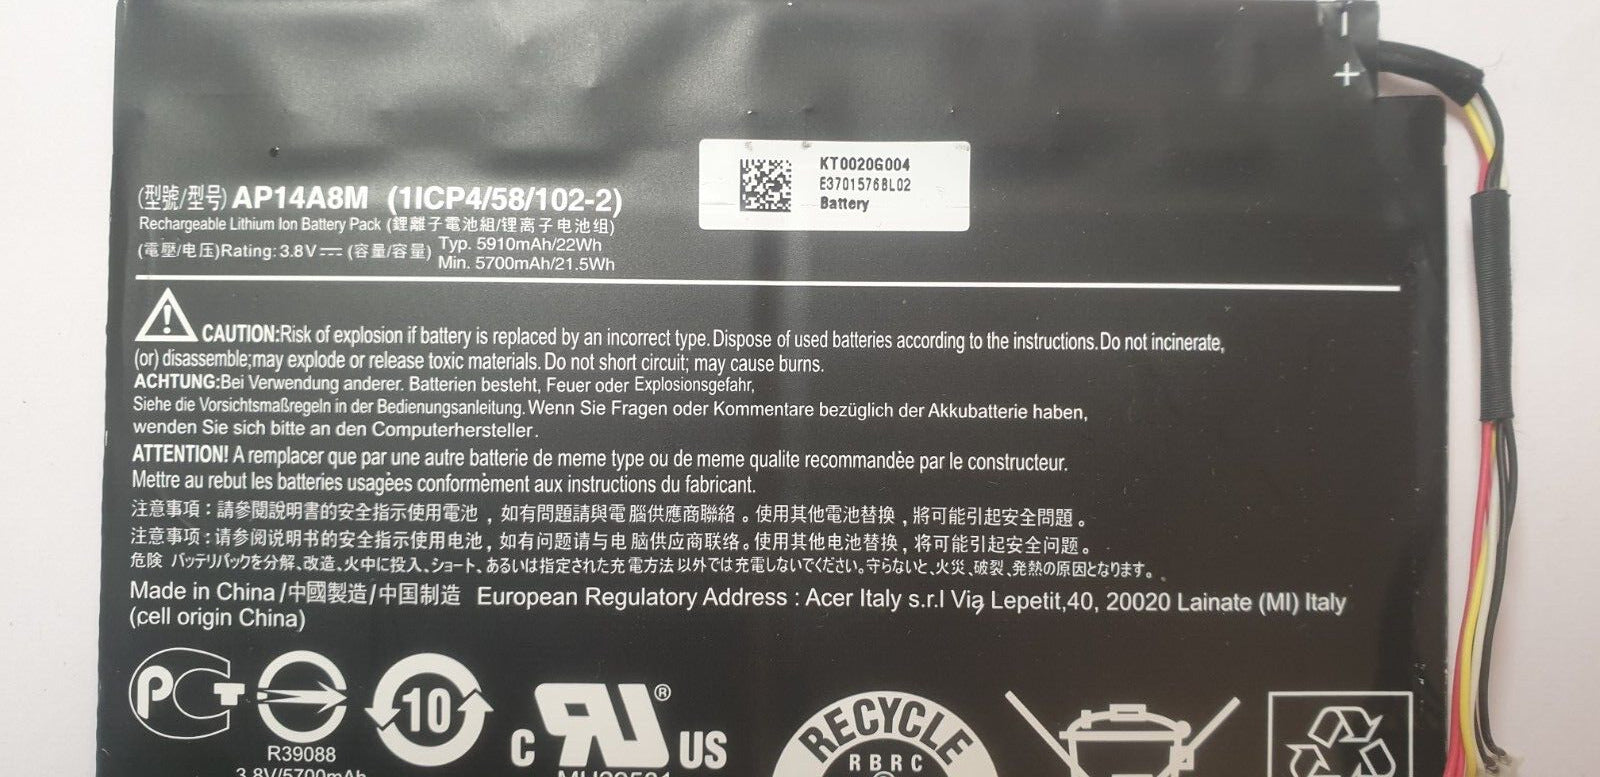 − 
+
KT0020G004
E3701576BL02
Battery
(型號/型号) AP14A8M (1ICP4/58/102-2)
Rechargeable Lithium Ion Battery Pack (鋰離子電池組/锂离子电池组)
(電壓/电压)Rating: 3.8V⎓ (容量/容量) Typ. 5910mAh/22Wh
Min. 5700mAh/21.5Wh
CAUTION:Risk of explosion if battery is replaced by an incorrect type. Dispose of used batteries according to the instructions. Do not incinerate,
(or) disassemble;may explode or release toxic materials. Do not short circuit; may cause burns.
ACHTUNG:Bei Verwendung anderer. Batterien besteht, Feuer oder Explosionsgefahr,
Siehe die Vorsichtsmaßregeln in der Bedienungsanleitung. Wenn Sie Fragen oder Kommentare bezüglich der Akkubatterie haben,
wenden Sie sich bitte an den Computerhersteller.
ATTENTION! A remplacer que par une autre batterie de meme type ou de meme qualite recommandèe par le constructeur.
Mettre au rebut les batteries usagèes conformèment aux instructions du fabricant.
注意事項：請參閱說明書的安全指示使用電池，如有問題請與電腦供應商聯絡。使用其他電池替換，將可能引起安全問題。
注意事项：请参阅说明书的安全指示使用电池，如有问题请与电脑供应商联络。使用其他电池替换，将可能引起安全问题。
危険 バッテリパックを分解、改造、火中に投入、ショート、あるいは指定された充電方法以外では充電しないでください。守らないと、火災、破裂、発熱の原因となります。
Made in China/中國製造/中国制造 European Regulatory Address : Acer Italy s.r.l Via Lepetit,40, 20020 Lainate (MI) Italy
(cell origin China)
PCT
10
C RU® US
RECYCLE
RBRC
R39088
3.8V/5700mAh